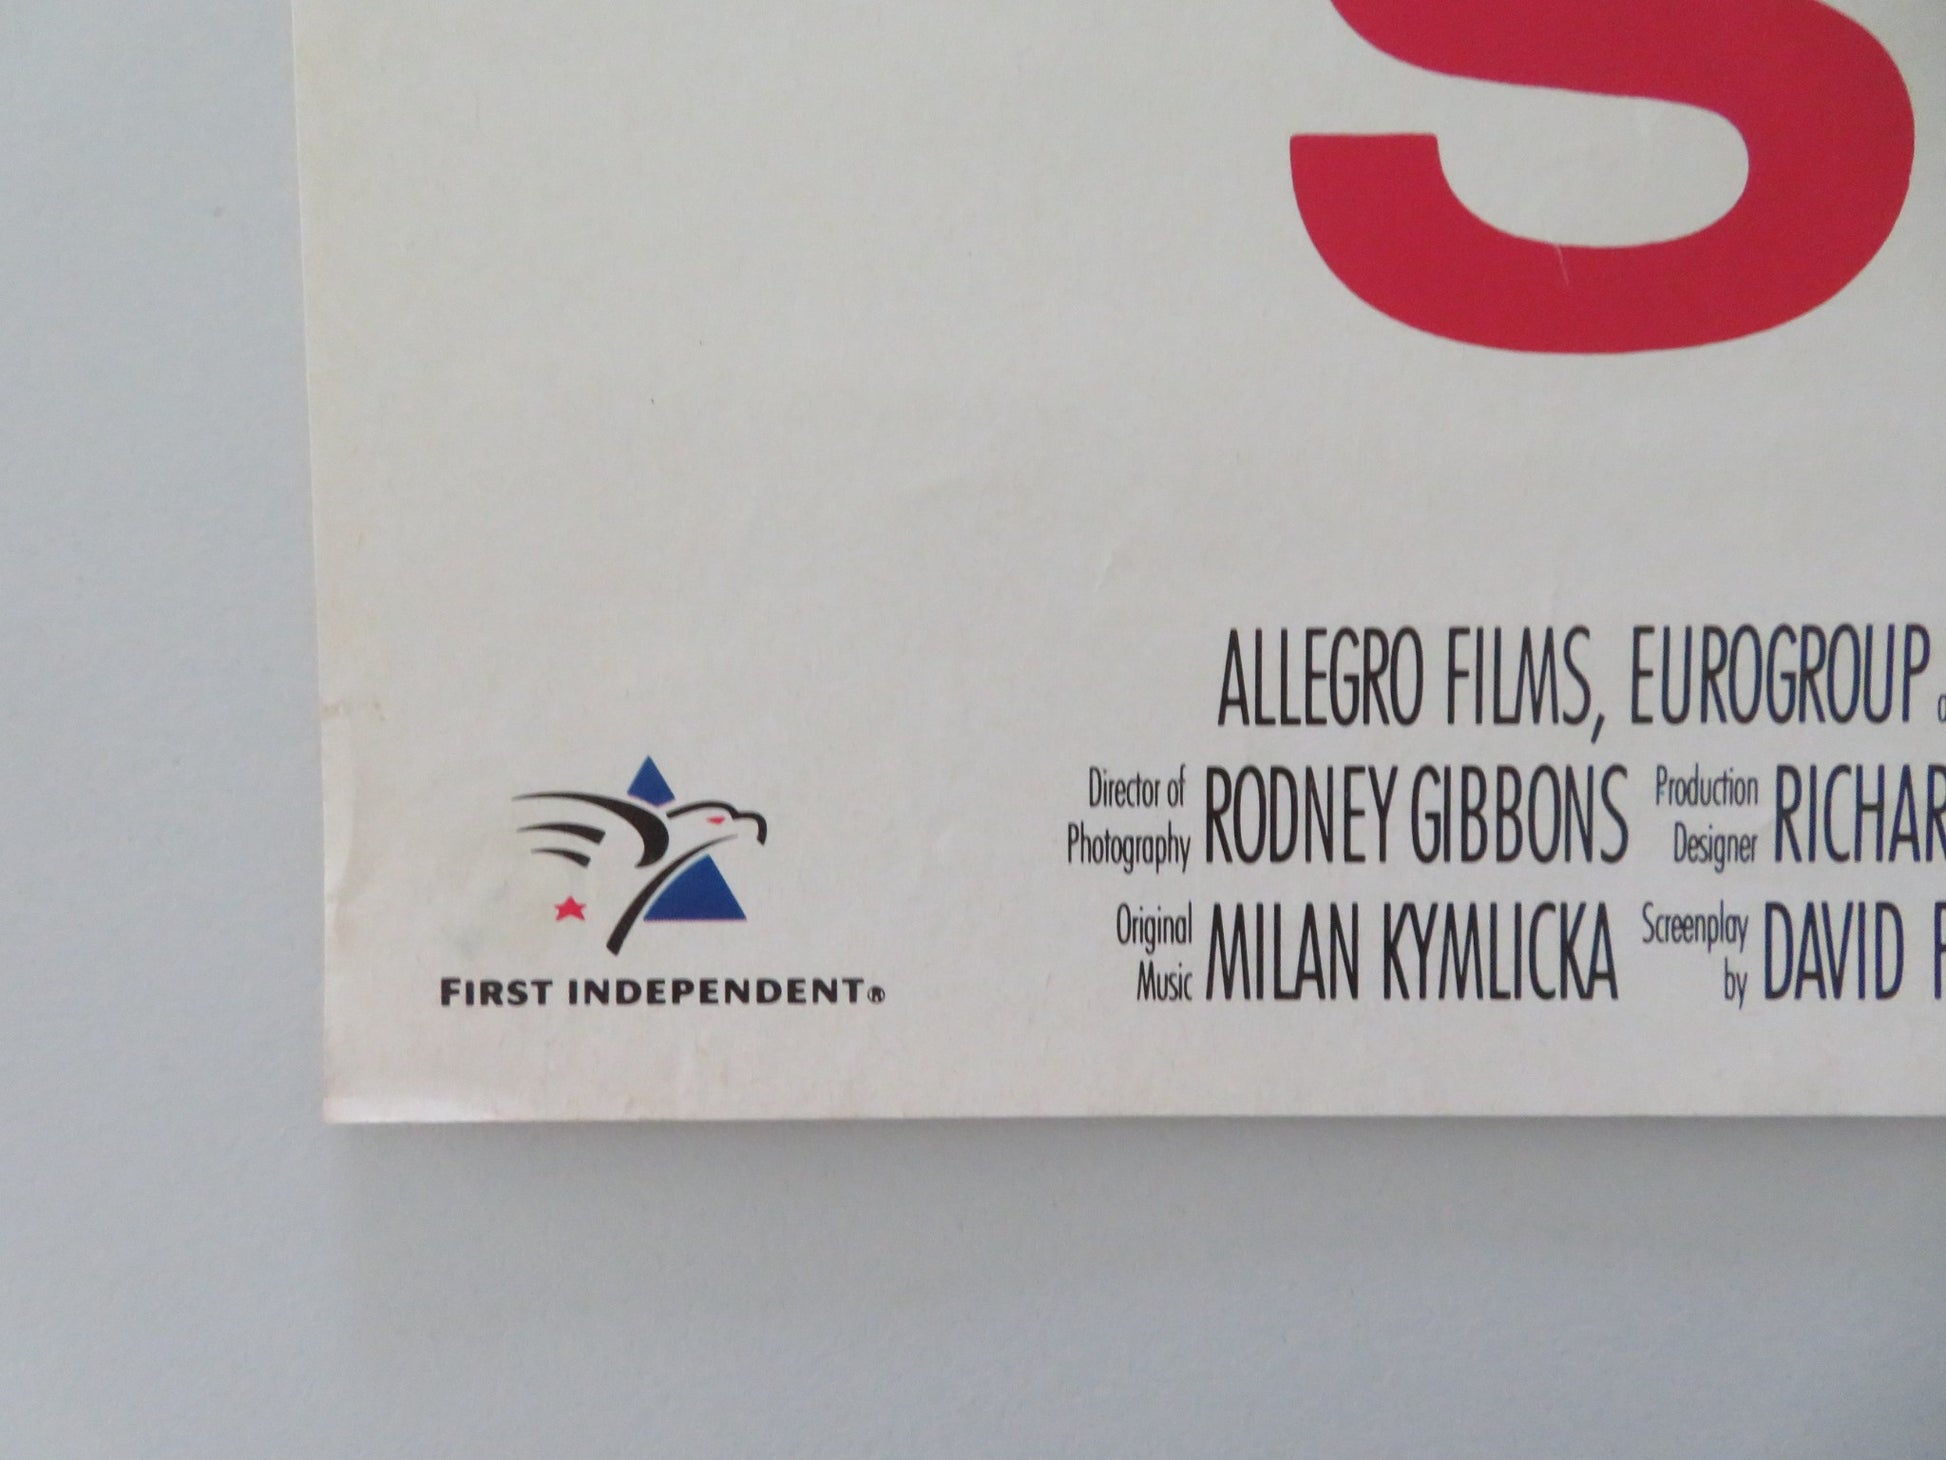 S
ALLEGRO FILMS, EUROGROUP
Director of Photography RODNEY GIBBONS Production Designer
Original Music MILAN KYMLICKA Screenplay by DAVID
FIRST INDEPENDENT®